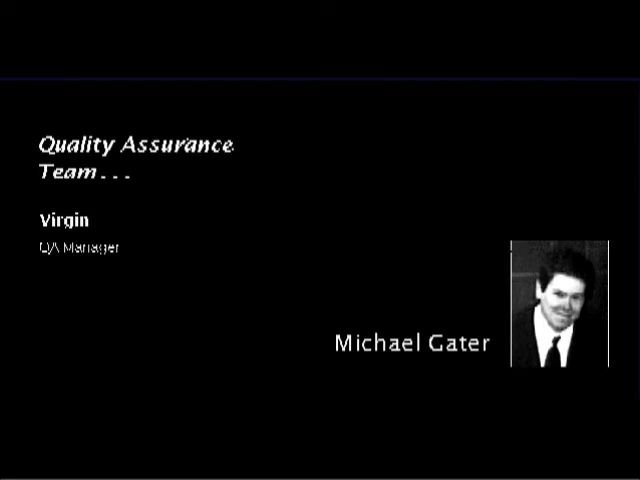 Quality Assurance
Team...
Virgin
QA Manager
Michael Gater